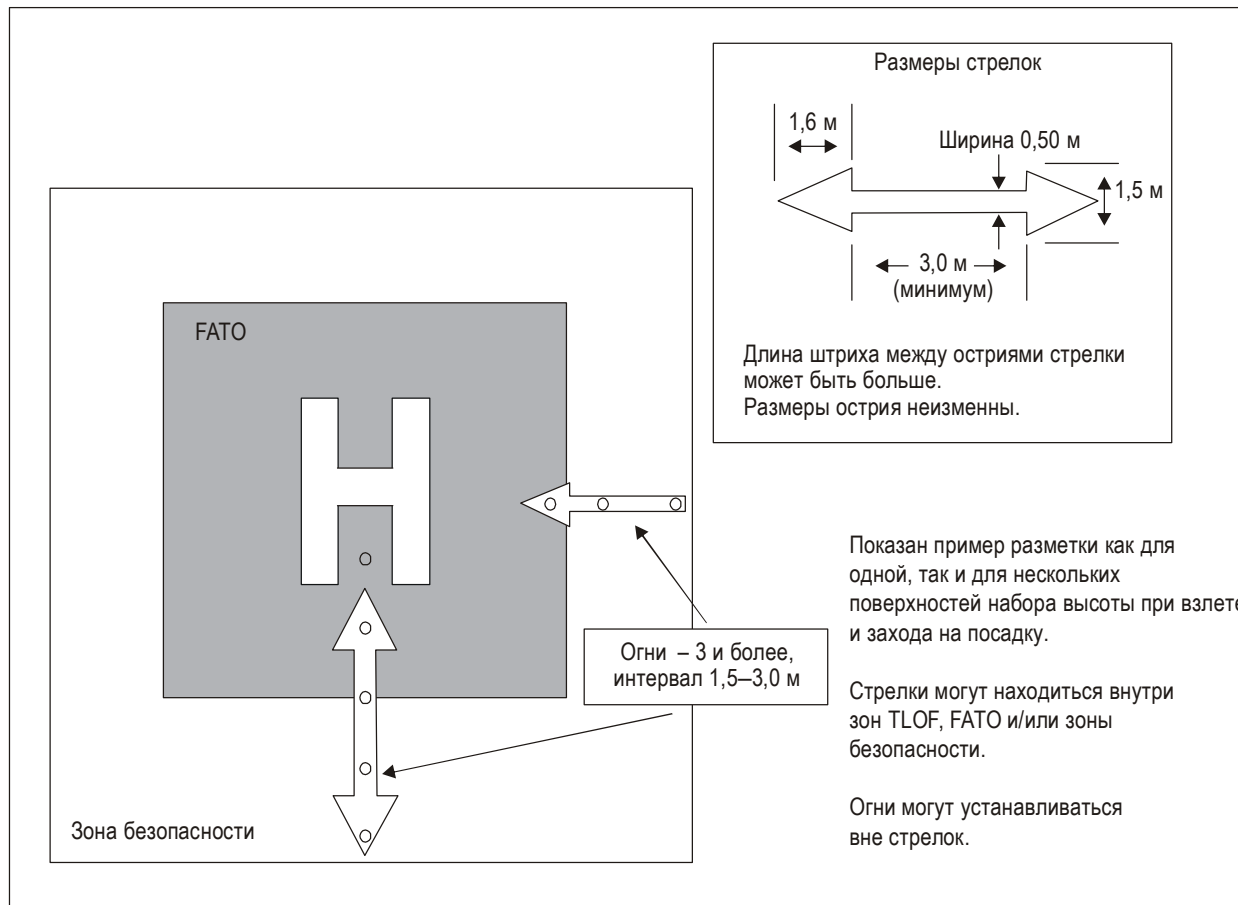 Размеры стрелок
1,6 м
Ширина 0,50 м
1,5 м
3,0 м
(минимум)
Длина штриха между остриями стрелки
может быть больше.
Размеры острия неизменны.
FATO
H
Показан пример разметки как для
одной, так и для нескольких
поверхностей набора высоты при взлете
и захода на посадку.
Огни – 3 и более,
интервал 1,5–3,0 м
Стрелки могут находиться внутри
зон TLOF, FATO и/или зоны
безопасности.
Огни могут устанавливаться
вне стрелок.
Зона безопасности